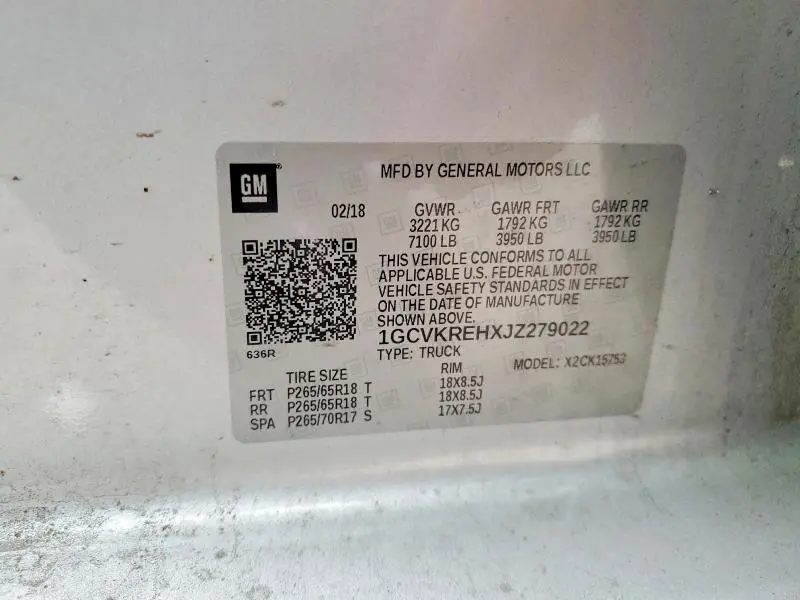 GM
MFD BY GENERAL MOTORS LLC
02/18 GVWR GAWR FRT GAWR RR
3221 KG 1792 KG 1792 KG
7100 LB 3950 LB 3950 LB
THIS VEHICLE CONFORMS TO ALL
APPLICABLE U.S. FEDERAL MOTOR
VEHICLE SAFETY STANDARDS IN EFFECT
ON THE DATE OF MANUFACTURE
SHOWN ABOVE.
636R
1GCVKREHXJZ279022
TYPE: TRUCK MODEL: X2CK15753
TIRE SIZE RIM
FRT P265/65R18 T 18X8.5J
RR P265/65R18 T 18X8.5J
SPA P265/70R17 S 17X7.5J